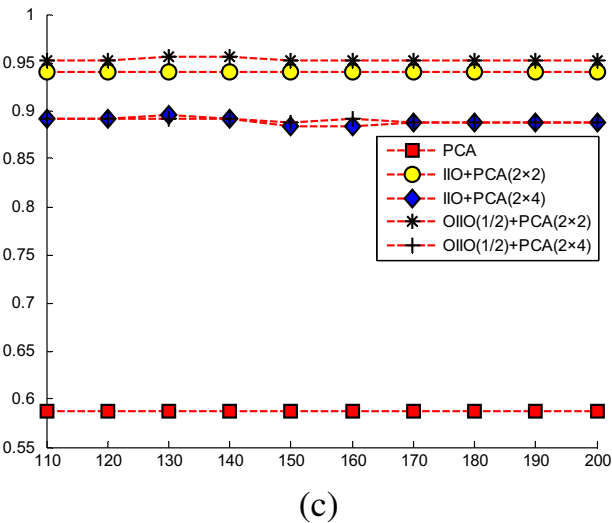 1
0.95
0.9
0.85
0.8
0.75
0.7
0.65
0.6
0.55
PCA
IIO+PCA(2×2)
IIO+PCA(2×4)
OIIO(1/2)+PCA(2×2)
OIIO(1/2)+PCA(2×4)
110 120 130 140 150 160 170 180 190 200
(c)